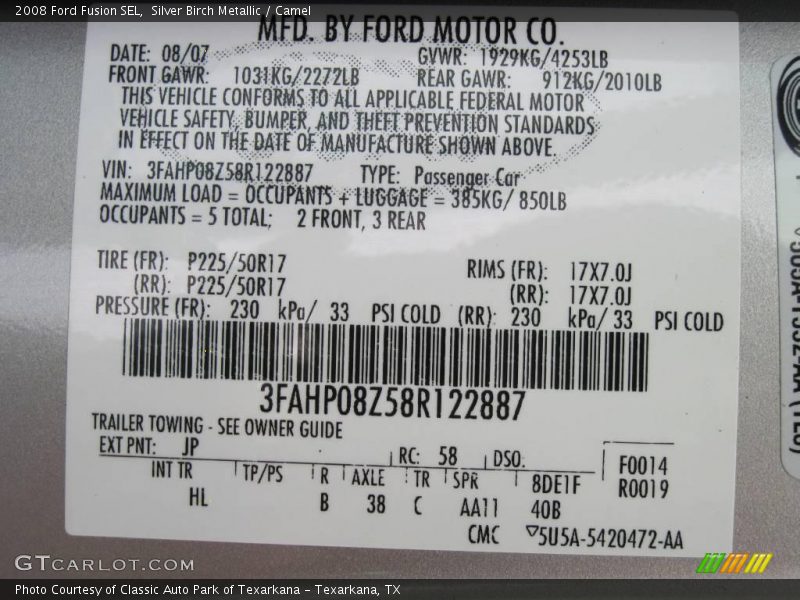 2008 Ford Fusion SEL,  Silver Birch Metallic / Camel
MFD. BY FORD MOTOR CO.
DATE: 08/07 GVWR: 1929KG/4253LB
FRONT GAWR: 1031KG/2272LB REAR GAWR: 912KG/2010LB
THIS VEHICLE CONFORMS TO ALL APPLICABLE FEDERAL MOTOR
VEHICLE SAFETY, BUMPER, AND THEFT PREVENTION STANDARDS
IN EFFECT ON THE DATE OF MANUFACTURE SHOWN ABOVE.
VIN: 3FAHP08Z58R122887 TYPE: Passenger Car
MAXIMUM LOAD = OCCUPANTS + LUGGAGE = 385KG/ 850LB
OCCUPANTS = 5 TOTAL; 2 FRONT, 3 REAR
TIRE (FR): P225/50R17 RIMS (FR): 17X7.0J
(RR): P225/50R17 (RR): 17X7.0J
PRESSURE (FR): 230 kPa/ 33 PSI COLD (RR): 230 kPa/ 33 PSI COLD
3FAHP08Z58R122887
TRAILER TOWING - SEE OWNER GUIDE
EXT PNT: JP RC: 58 DSO: F0014
INT TR TP/PS R AXLE TR SPR 8DE1F R0019
HL B 38 C AA11 40B
CMC ▽5U5A-5420472-AA
GTCARLOT.COM
Photo Courtesy of Classic Auto Park of Texarkana - Texarkana, TX